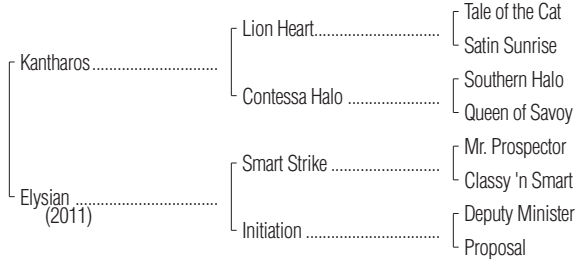 Tale of the Cat
Lion Heart
Satin Sunrise
Kantharos
Southern Halo
Contessa Halo
Queen of Savoy
Mr. Prospector
Smart Strike
Classy 'n Smart
Elysian
(2011)
Deputy Minister
Initiation
Proposal